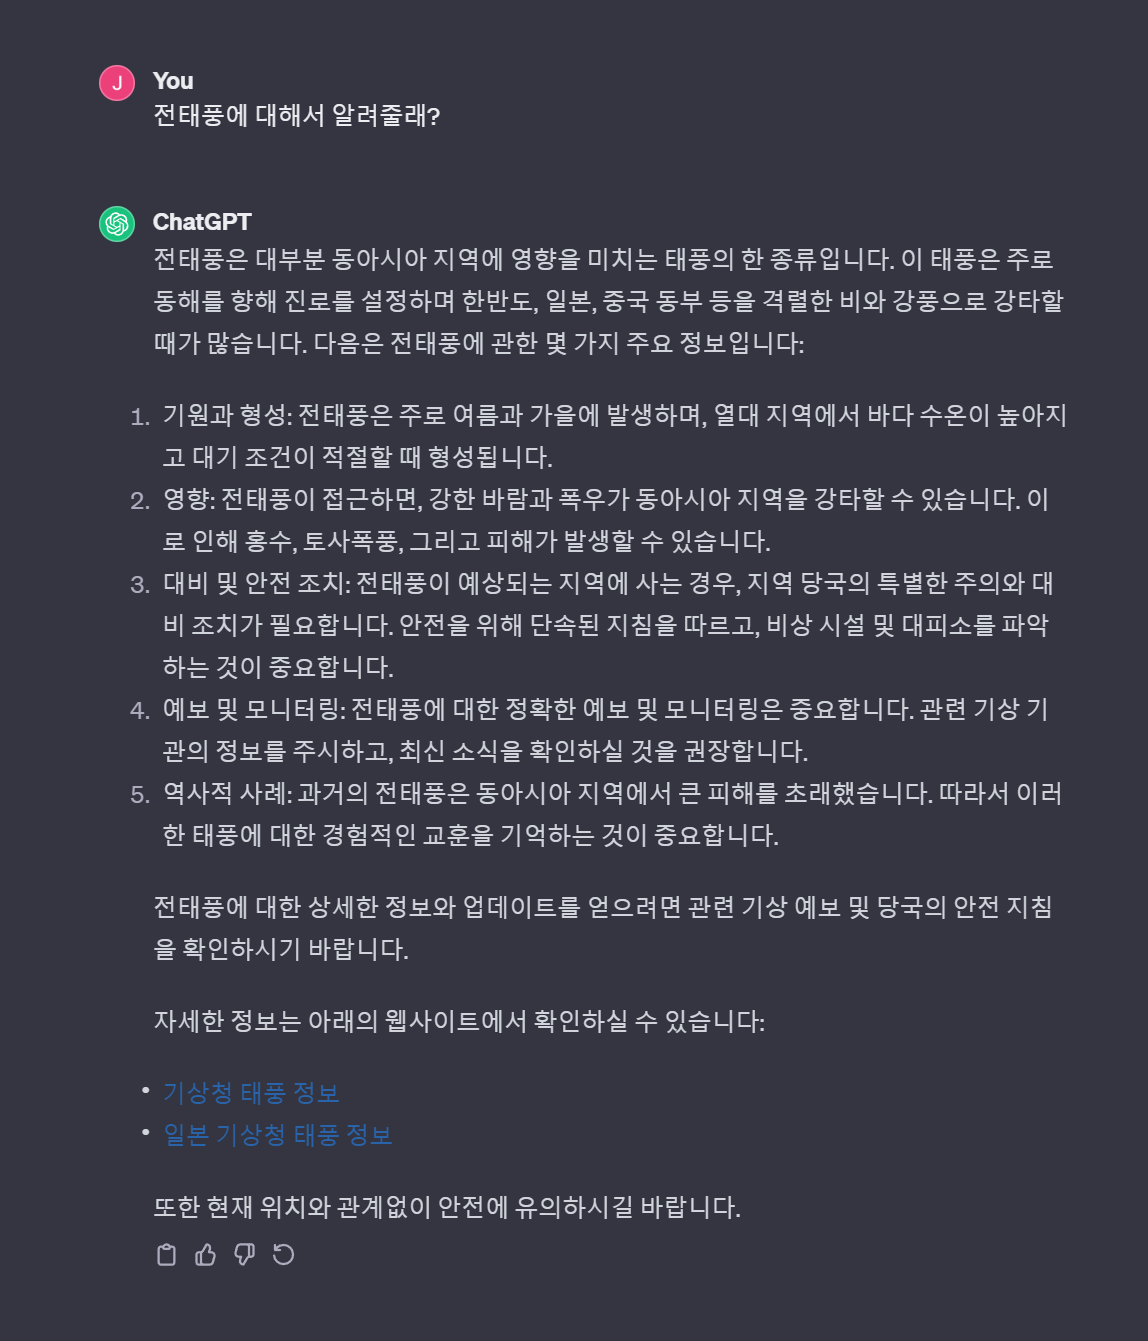 J
You
전태풍에 대해서 알려줄래?
ChatGPT
전태풍은 대부분 동아시아 지역에 영향을 미치는 태풍의 한 종류입니다. 이 태풍은 주로
동해를 향해 진로를 설정하며 한반도, 일본, 중국 동부 등을 격렬한 비와 강풍으로 강타할
때가 많습니다. 다음은 전태풍에 관한 몇 가지 주요 정보입니다:
1. 기원과 형성: 전태풍은 주로 여름과 가을에 발생하며, 열대 지역에서 바다 수온이 높아지
고 대기 조건이 적절할 때 형성됩니다.
2. 영향: 전태풍이 접근하면, 강한 바람과 폭우가 동아시아 지역을 강타할 수 있습니다. 이
로 인해 홍수, 토사폭풍, 그리고 피해가 발생할 수 있습니다.
3. 대비 및 안전 조치: 전태풍이 예상되는 지역에 사는 경우, 지역 당국의 특별한 주의와 대
비 조치가 필요합니다. 안전을 위해 단속된 지침을 따르고, 비상 시설 및 대피소를 파악
하는 것이 중요합니다.
4. 예보 및 모니터링: 전태풍에 대한 정확한 예보 및 모니터링은 중요합니다. 관련 기상 기
관의 정보를 주시하고, 최신 소식을 확인하실 것을 권장합니다.
5. 역사적 사례: 과거의 전태풍은 동아시아 지역에서 큰 피해를 초래했습니다. 따라서 이러
한 태풍에 대한 경험적인 교훈을 기억하는 것이 중요합니다.
전태풍에 대한 상세한 정보와 업데이트를 얻으려면 관련 기상 예보 및 당국의 안전 지침
을 확인하시기 바랍니다.
자세한 정보는 아래의 웹사이트에서 확인하실 수 있습니다:
• 기상청 태풍 정보
• 일본 기상청 태풍 정보
또한 현재 위치와 관계없이 안전에 유의하시길 바랍니다.